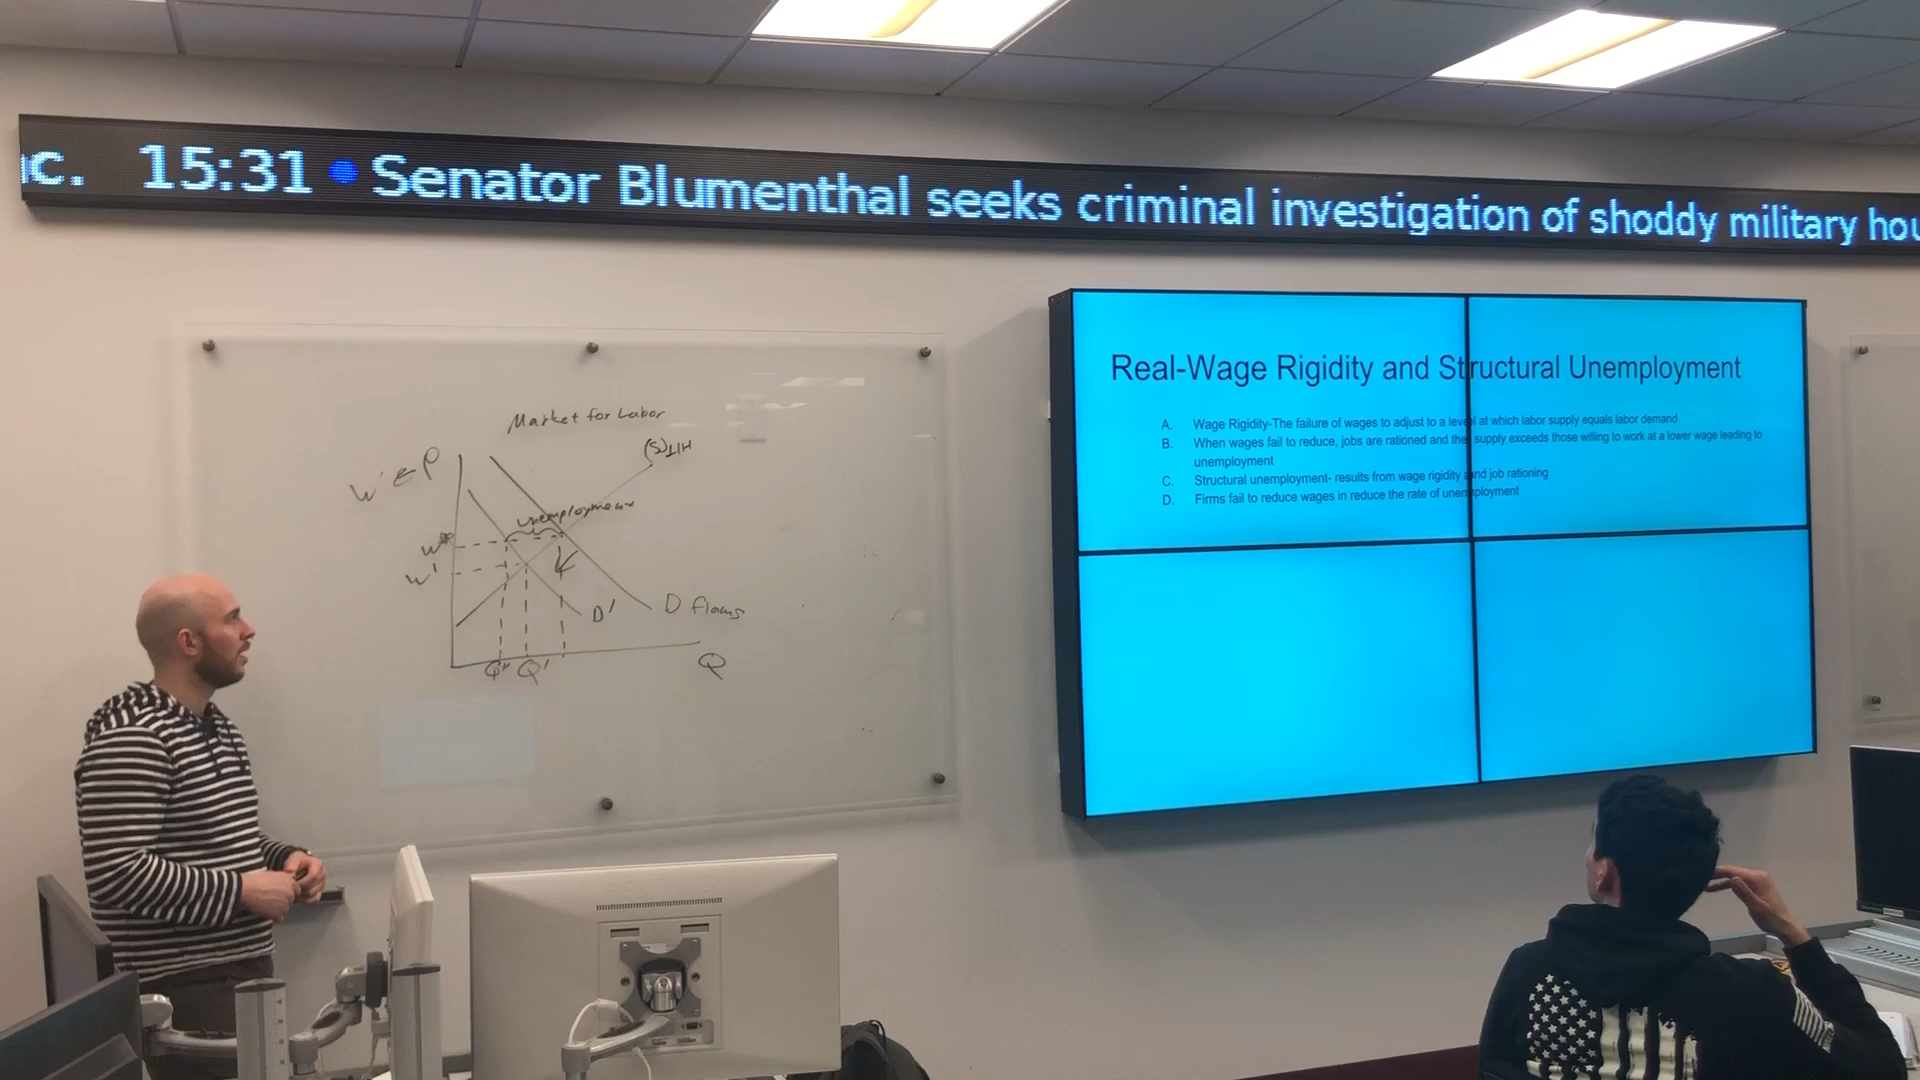 c. 15:31 • Senator Blumenthal seeks criminal investigation of shoddy military hou
Market for Labor
(S)HH
W = P
unemployment
W*
W'
D'
D firms
Q" Q'
Q
Real-Wage Rigidity and Structural Unemployment
A. Wage Rigidity-The failure of wages to adjust to a level at which labor supply equals labor demand
B. When wages fail to reduce, jobs are rationed and the supply exceeds those willing to work at a lower wage leading to
unemployment
C. Structural unemployment- results from wage rigidity and job rationing
D. Firms fail to reduce wages in reduce the rate of unemployment